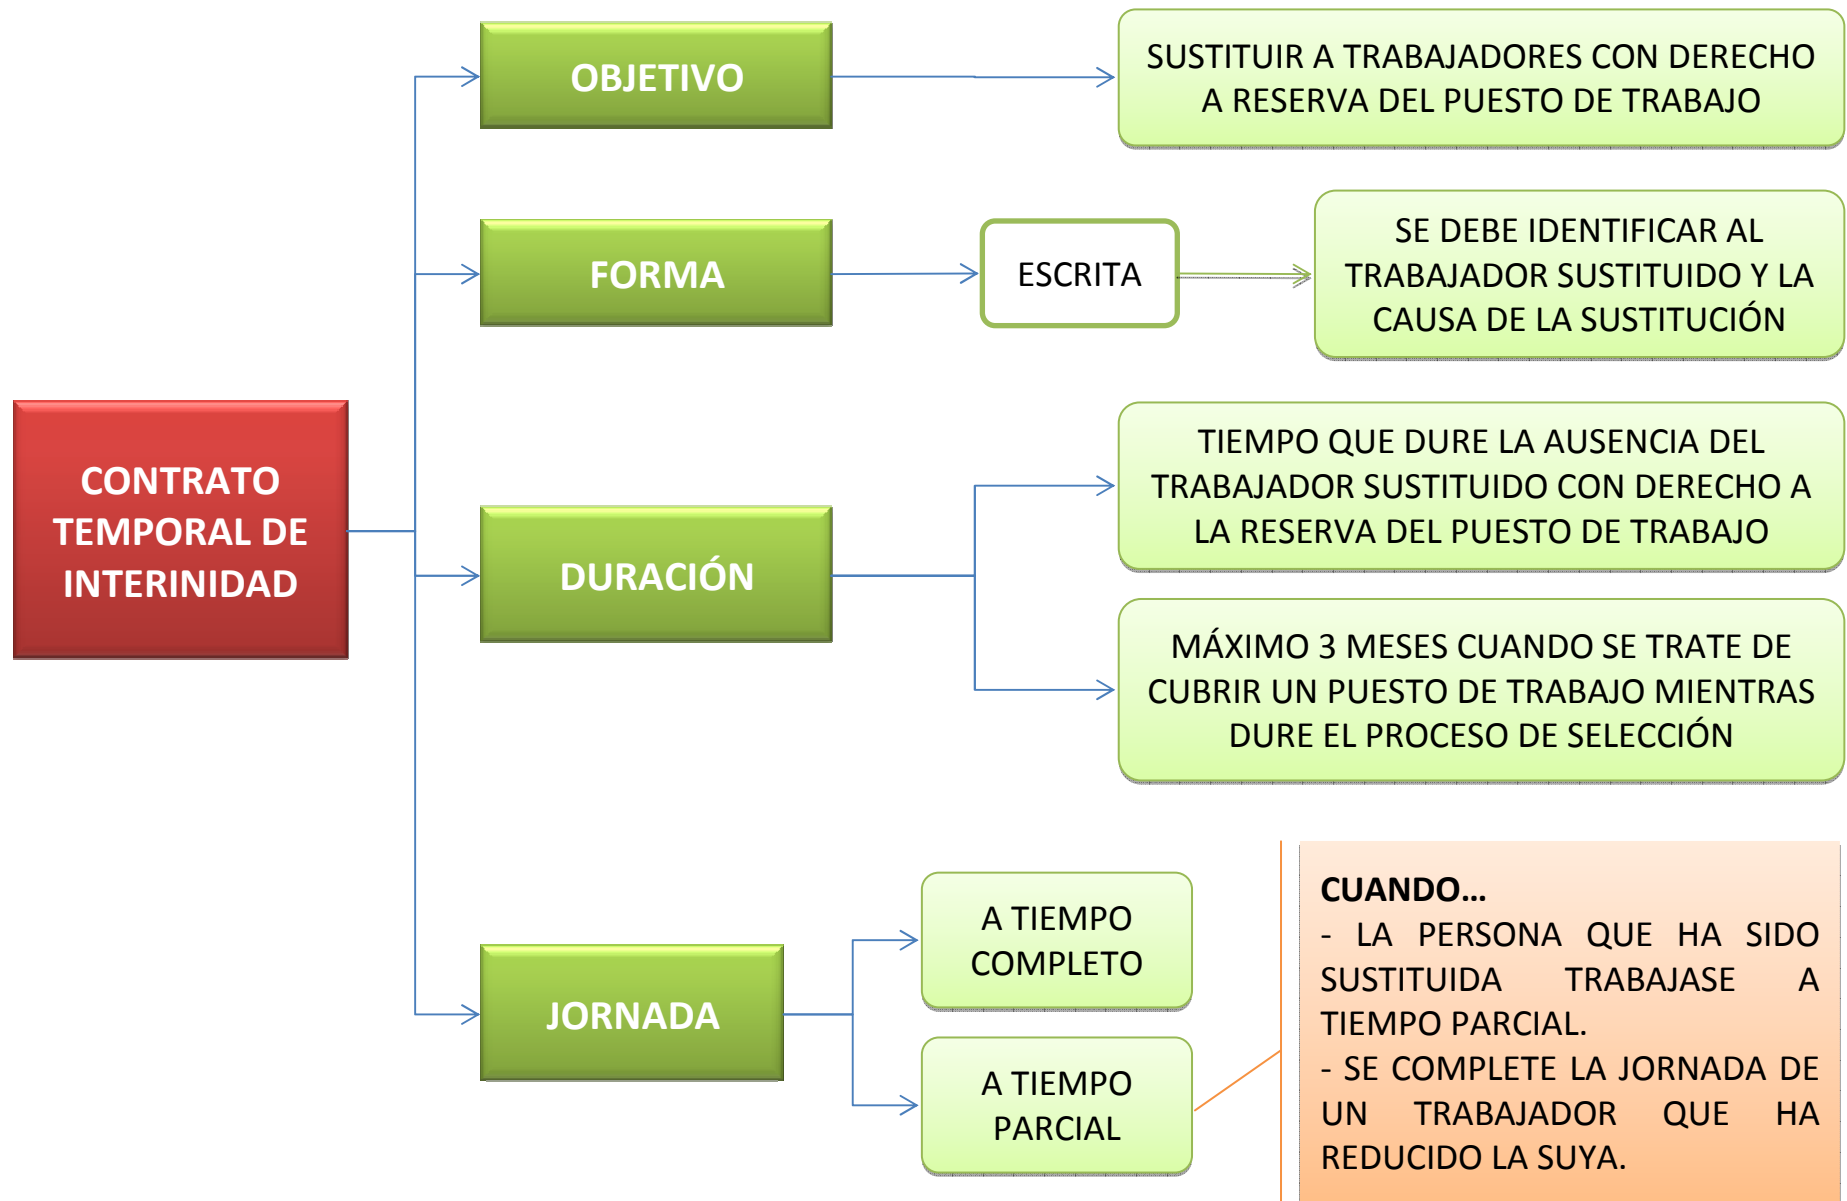 CONTRATO
TEMPORAL DE
INTERINIDAD
OBJETIVO
SUSTITUIR A TRABAJADORES CON DERECHO
A RESERVA DEL PUESTO DE TRABAJO
FORMA
ESCRITA
SE DEBE IDENTIFICAR AL
TRABAJADOR SUSTITUIDO Y LA
CAUSA DE LA SUSTITUCIÓN
DURACIÓN
TIEMPO QUE DURE LA AUSENCIA DEL
TRABAJADOR SUSTITUIDO CON DERECHO A
LA RESERVA DEL PUESTO DE TRABAJO
MÁXIMO 3 MESES CUANDO SE TRATE DE
CUBRIR UN PUESTO DE TRABAJO MIENTRAS
DURE EL PROCESO DE SELECCIÓN
JORNADA
A TIEMPO
COMPLETO
A TIEMPO
PARCIAL
CUANDO...
- LA PERSONA QUE HA SIDO
SUSTITUIDA TRABAJASE A
TIEMPO PARCIAL.
- SE COMPLETE LA JORNADA DE
UN TRABAJADOR QUE HA
REDUCIDO LA SUYA.